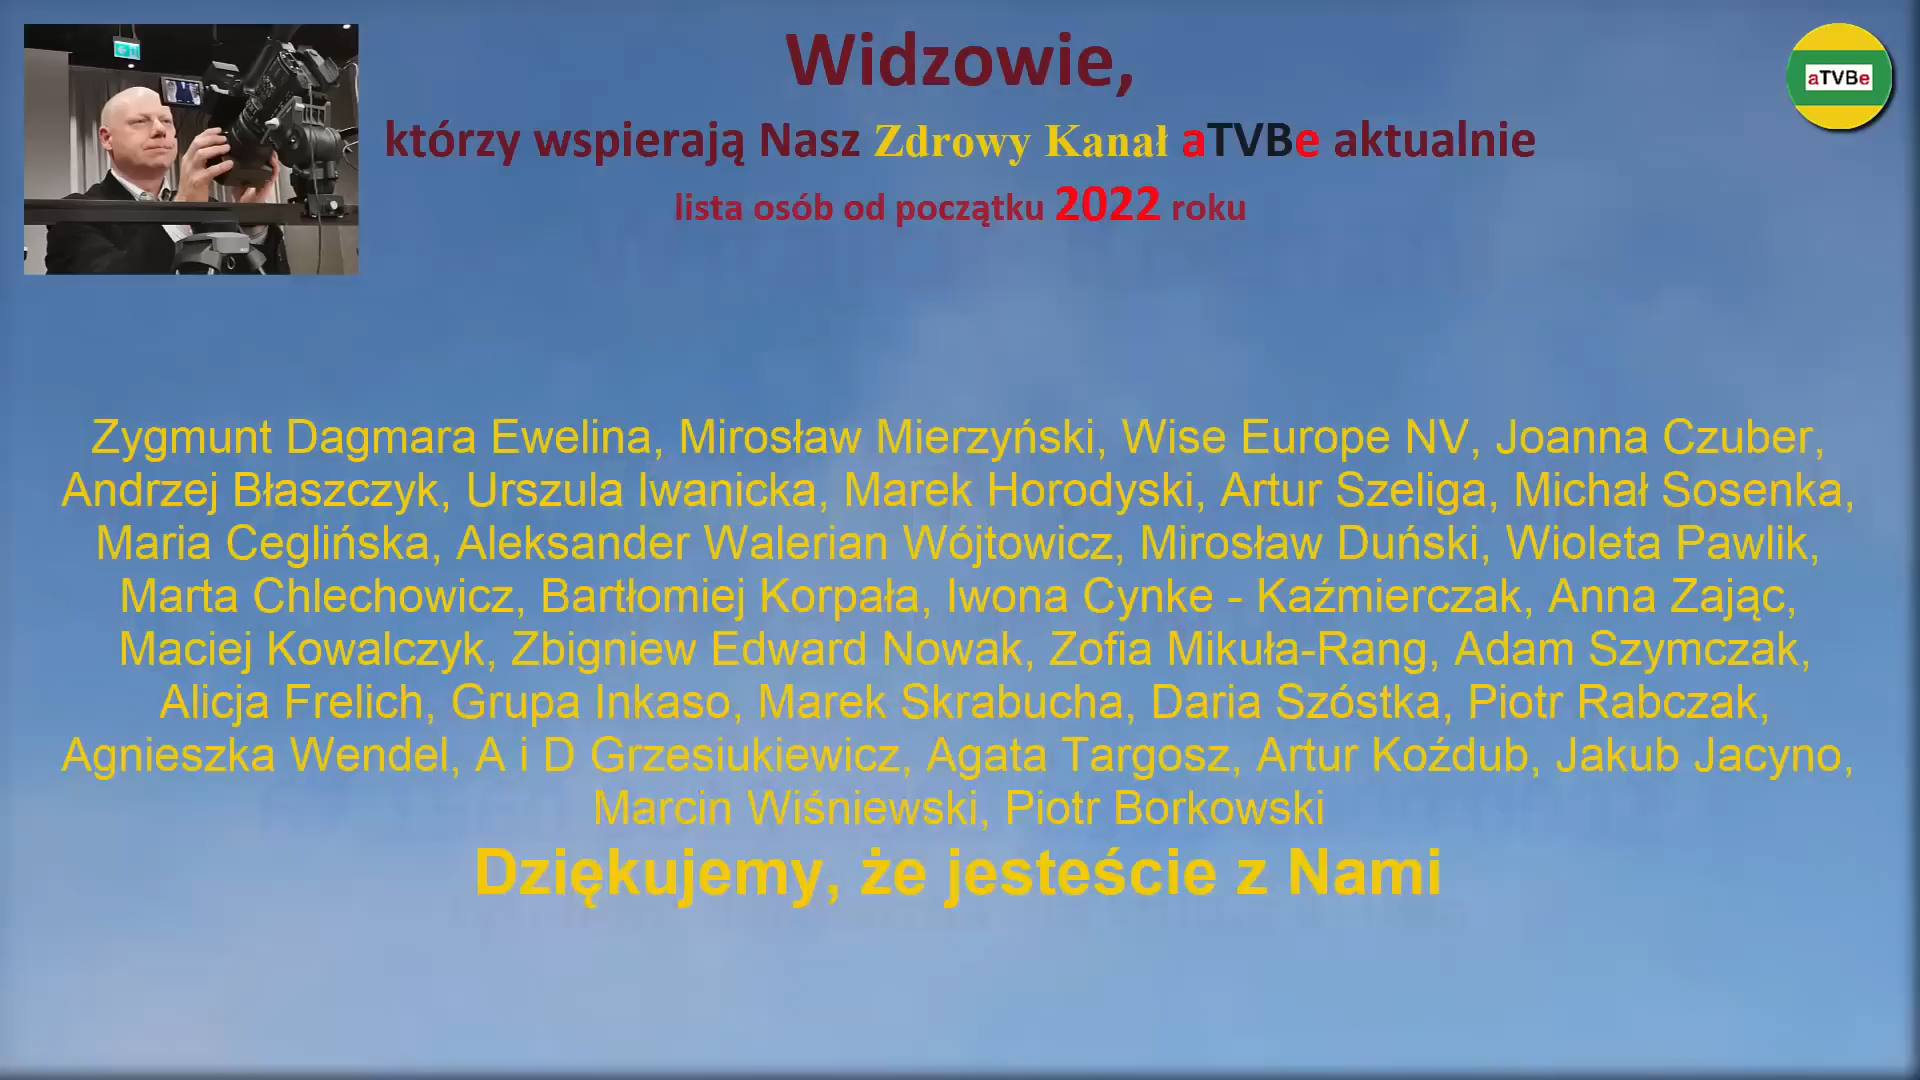 Widzowie,
aTVBe
którzy wspierają Nasz Zdrowy Kanał aTVBe aktualnie
lista osób od początku 2022 roku
Zygmunt Dagmara Ewelina, Mirosław Mierzyński, Wise Europe NV, Joanna Czuber,
Andrzej Błaszczyk, Urszula Iwanicka, Marek Horodyski, Artur Szeliga, Michał Sosenka,
Maria Ceglińska, Aleksander Walerian Wójtowicz, Mirosław Duński, Wioleta Pawlik,
Marta Chlechowicz, Bartłomiej Korpała, Iwona Cynke - Kaźmierczak, Anna Zając,
Maciej Kowalczyk, Zbigniew Edward Nowak, Zofia Mikuła-Rang, Adam Szymczak,
Alicja Frelich, Grupa Inkaso, Marek Skrabucha, Daria Szóstka, Piotr Rabczak,
Agnieszka Wendel, A i D Grzesiukiewicz, Agata Targosz, Artur Koździub, Jakub Jacyno,
Marcin Wiśniewski, Piotr Borkowski
Dziękujemy, że jesteście z Nami